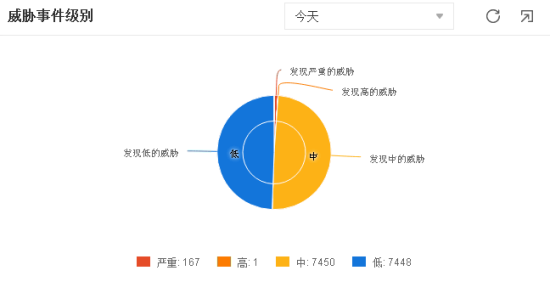 威胁事件级别
今天
发现严重的威胁
发现高的威胁
发现低的威胁
低
中
发现中的威胁
严重: 167 高: 1 中: 7450 低: 7448